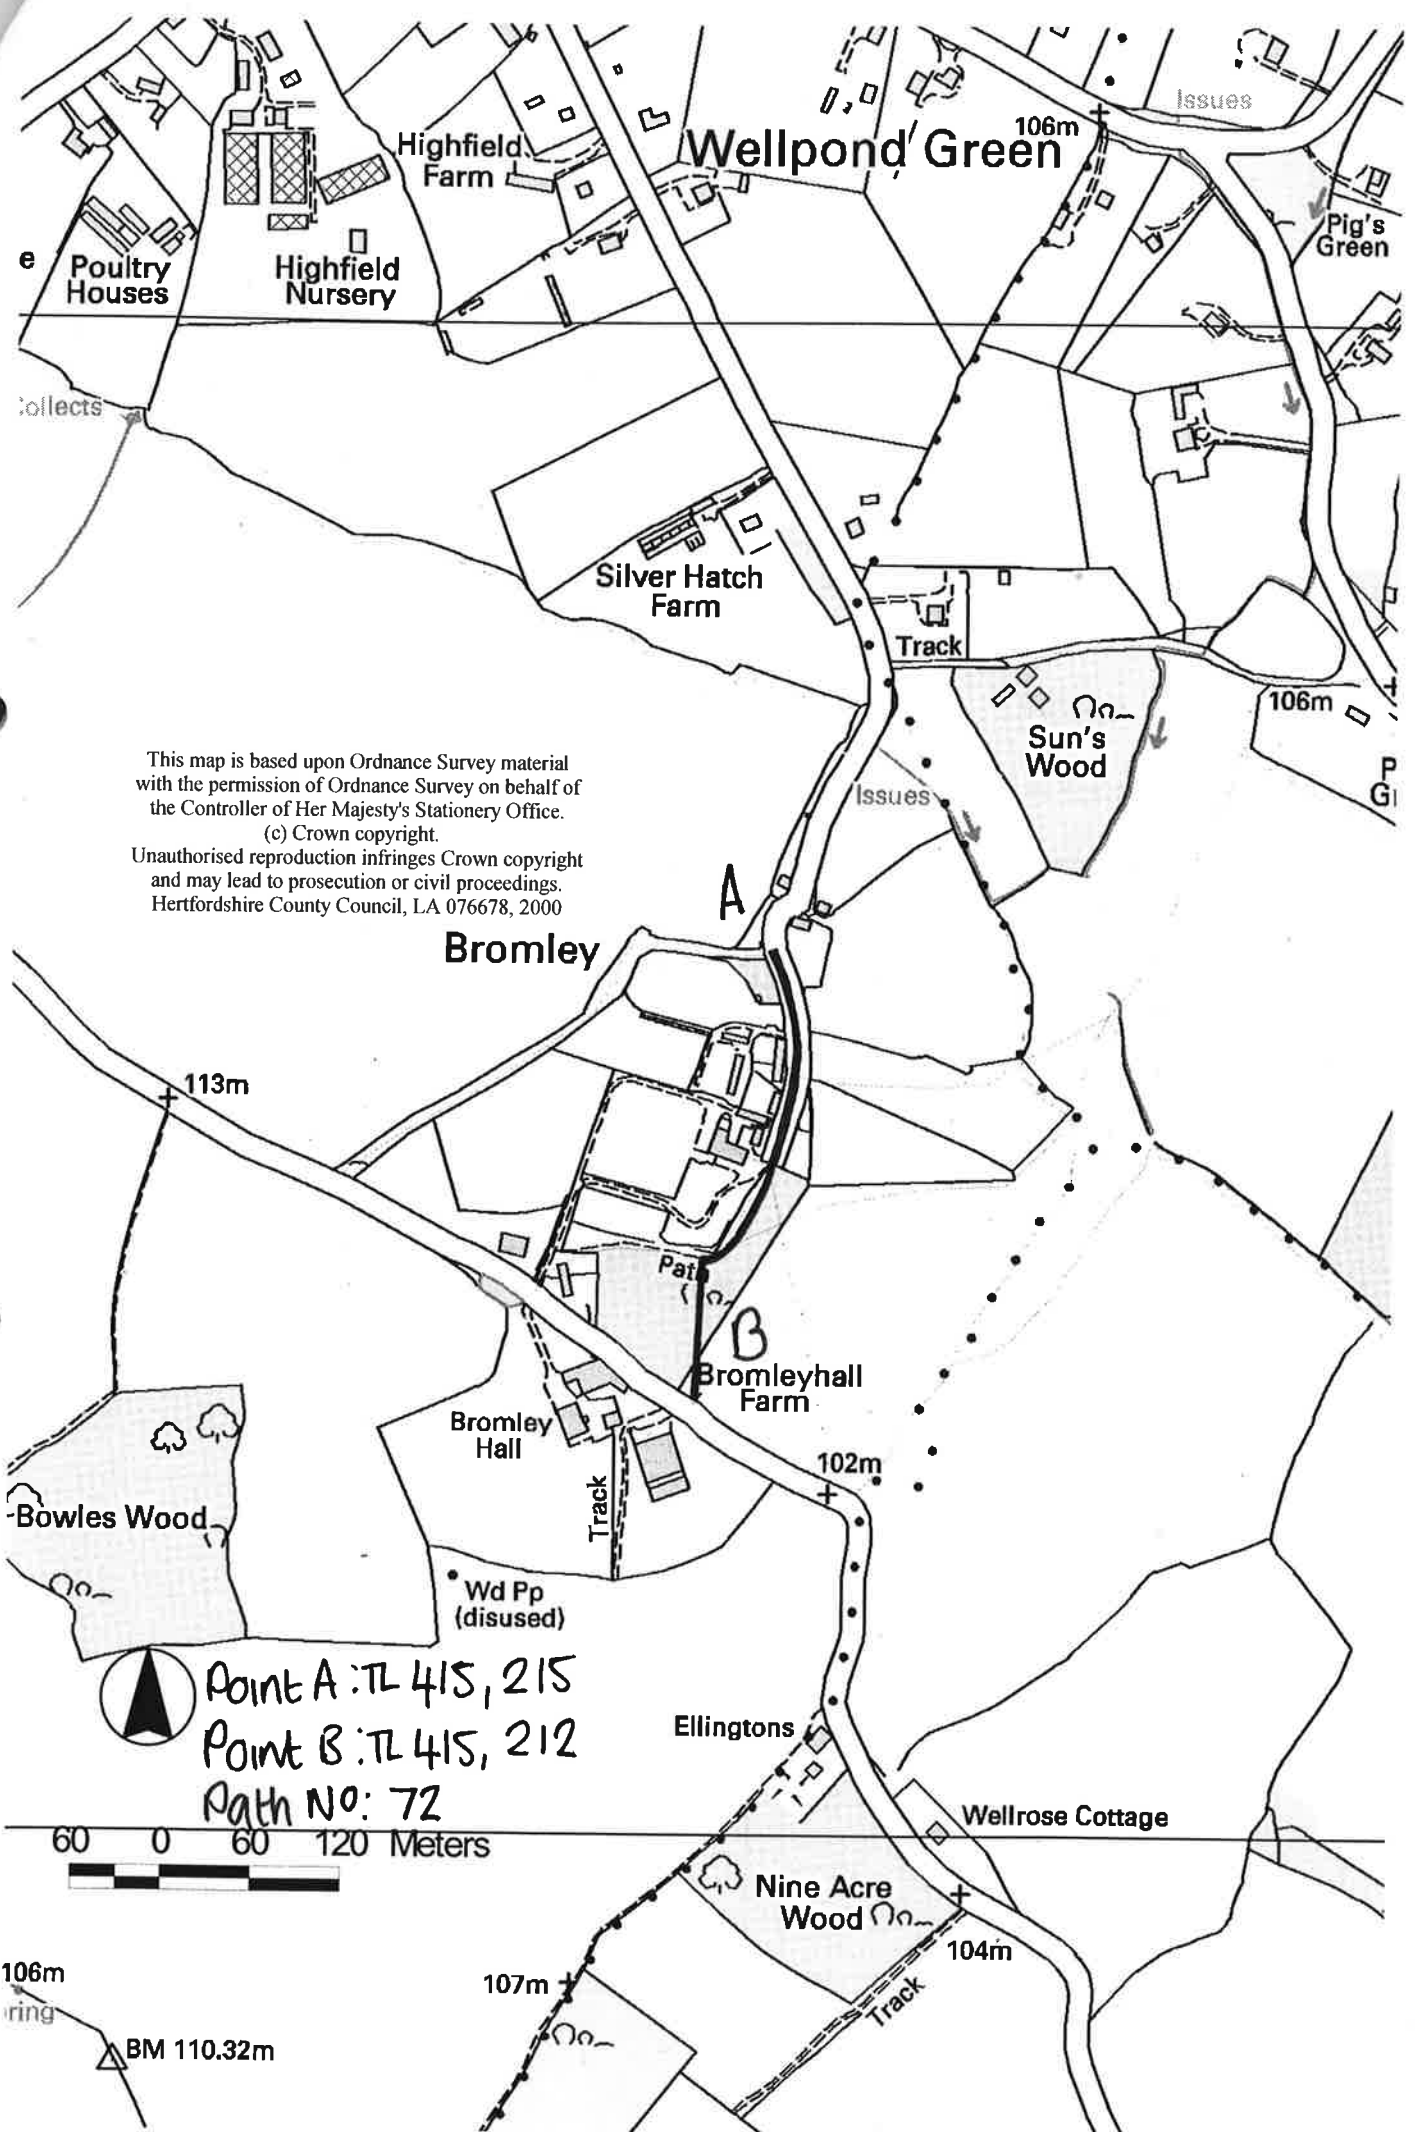 Issues
106m
Wellpond Green
Highfield
Farm
Pig's
Green
e
Poultry
Houses
Highfield
Nursery
Collects
Silver Hatch
Farm
Track
106m
Sun's
Wood
Issues
This map is based upon Ordnance Survey material
with the permission of Ordnance Survey on behalf of
the Controller of Her Majesty's Stationery Office.
(c) Crown copyright.
Unauthorised reproduction infringes Crown copyright
and may lead to prosecution or civil proceedings.
Hertfordshire County Council, LA 076678, 2000
A
Bromley
113m
Path
B
Bromleyhall
Farm
Bromley
Hall
102m
Track
Bowles Wood
Wd Pp
(disused)
Point A : TL 415, 215
Point B : TL 415, 212
Path No: 72
60 0 60 120 Meters
Ellingtons
Wellrose Cottage
Nine Acre
Wood
104m
Track
107m
106m
BM 110.32m